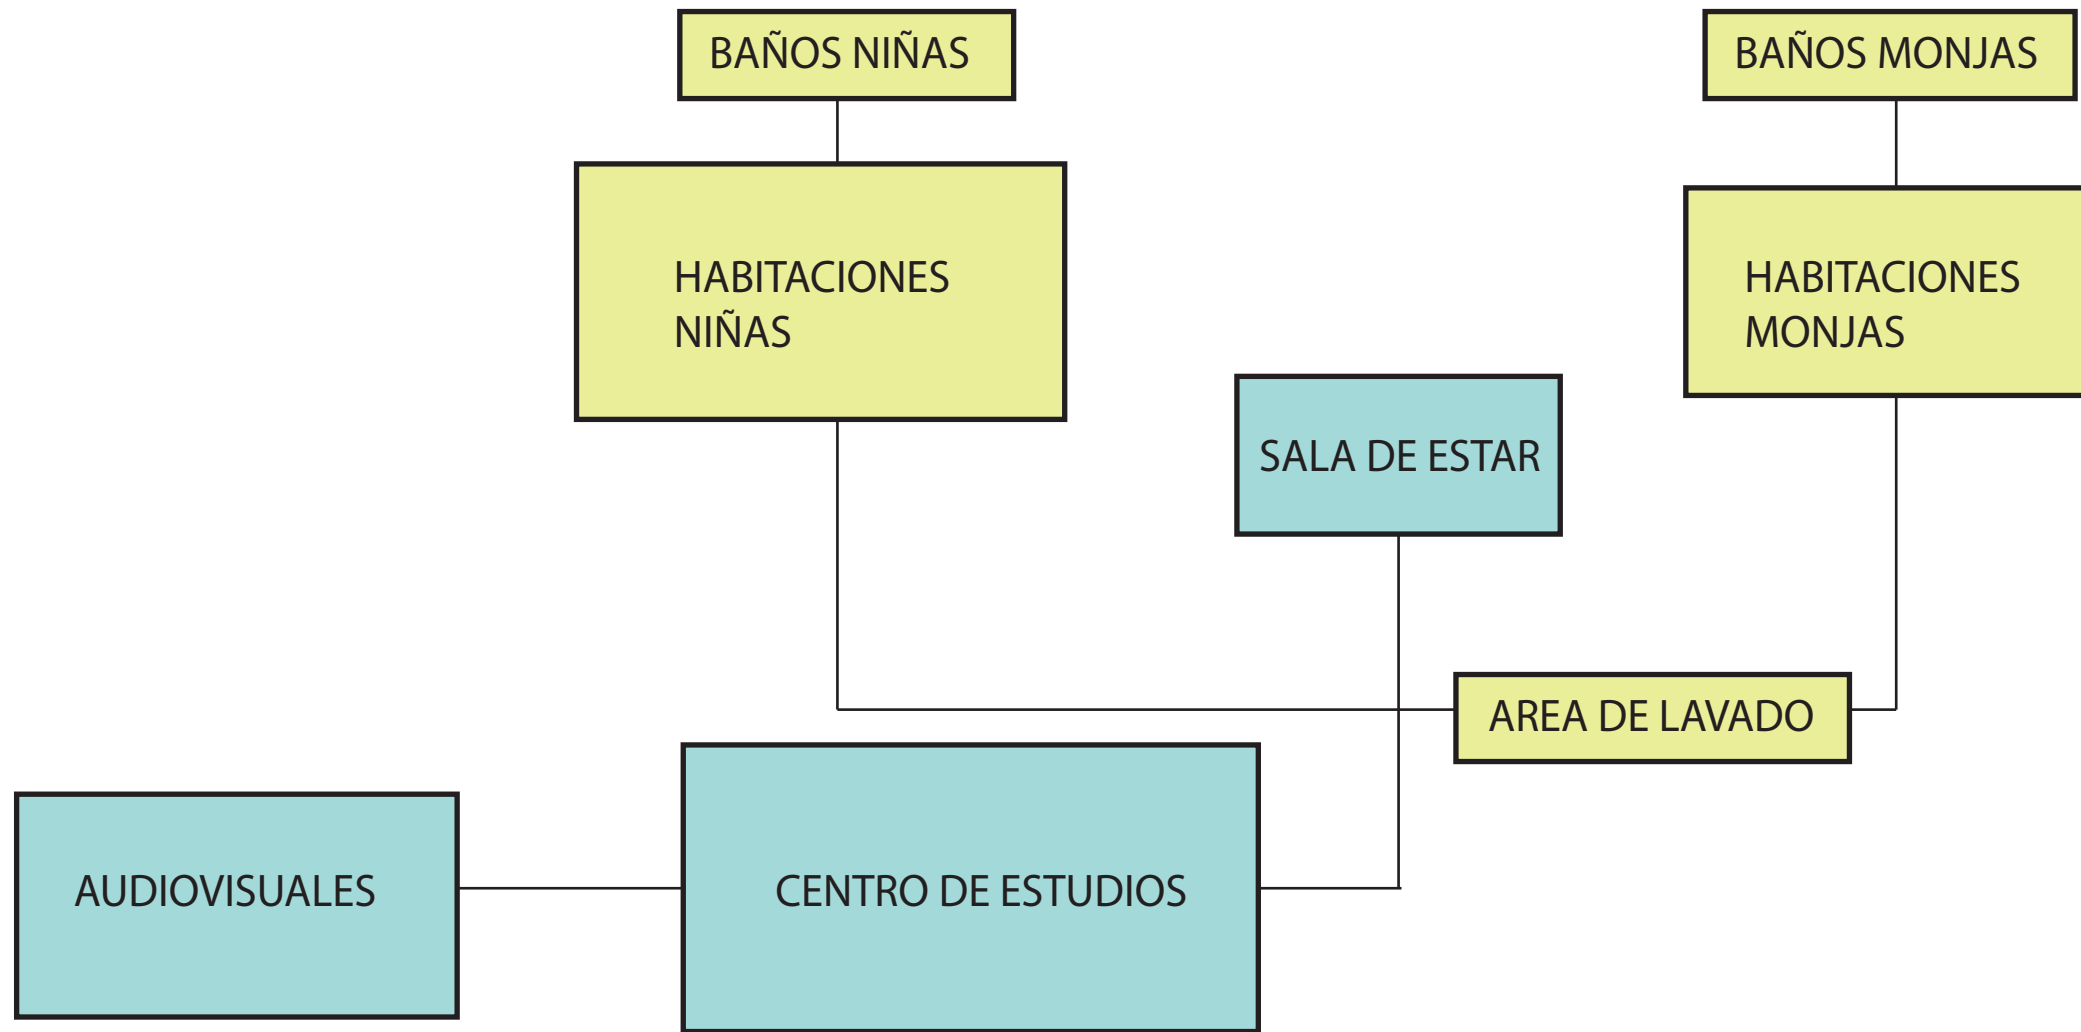 BAÑOS NIÑAS
BAÑOS MONJAS
HABITACIONES
NIÑAS
HABITACIONES
MONJAS
SALA DE ESTAR
AREA DE LAVADO
AUDIOVISUALES
CENTRO DE ESTUDIOS